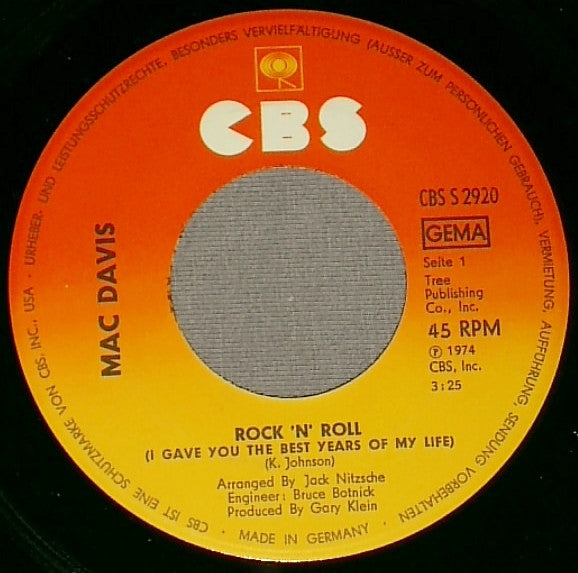 URHEBER- UND LEISTUNGSSCHUTZRECHTE, BESONDERS VERVIELFÄLTIGUNG (AUSSER ZUM PERSÖNLICHEN GEBRAUCH), VERMIETUNG, AUFFÜHRUNG, SENDUNG VORBEHALTEN
CBS
MAC DAVIS
CBS S 2920
GEMA
Seite 1
Tree
Publishing
Co., Inc.
45 RPM
℗ 1974
CBS, Inc.
3:25
ROCK 'N' ROLL
(I GAVE YOU THE BEST YEARS OF MY LIFE)
(K. Johnson)
Arranged By Jack Nitzsche
Engineer: Bruce Botnick
Produced By Gary Klein
CBS IST EINE SCHUTZMARKE VON CBS INC., USA ·
· MADE IN GERMANY ·